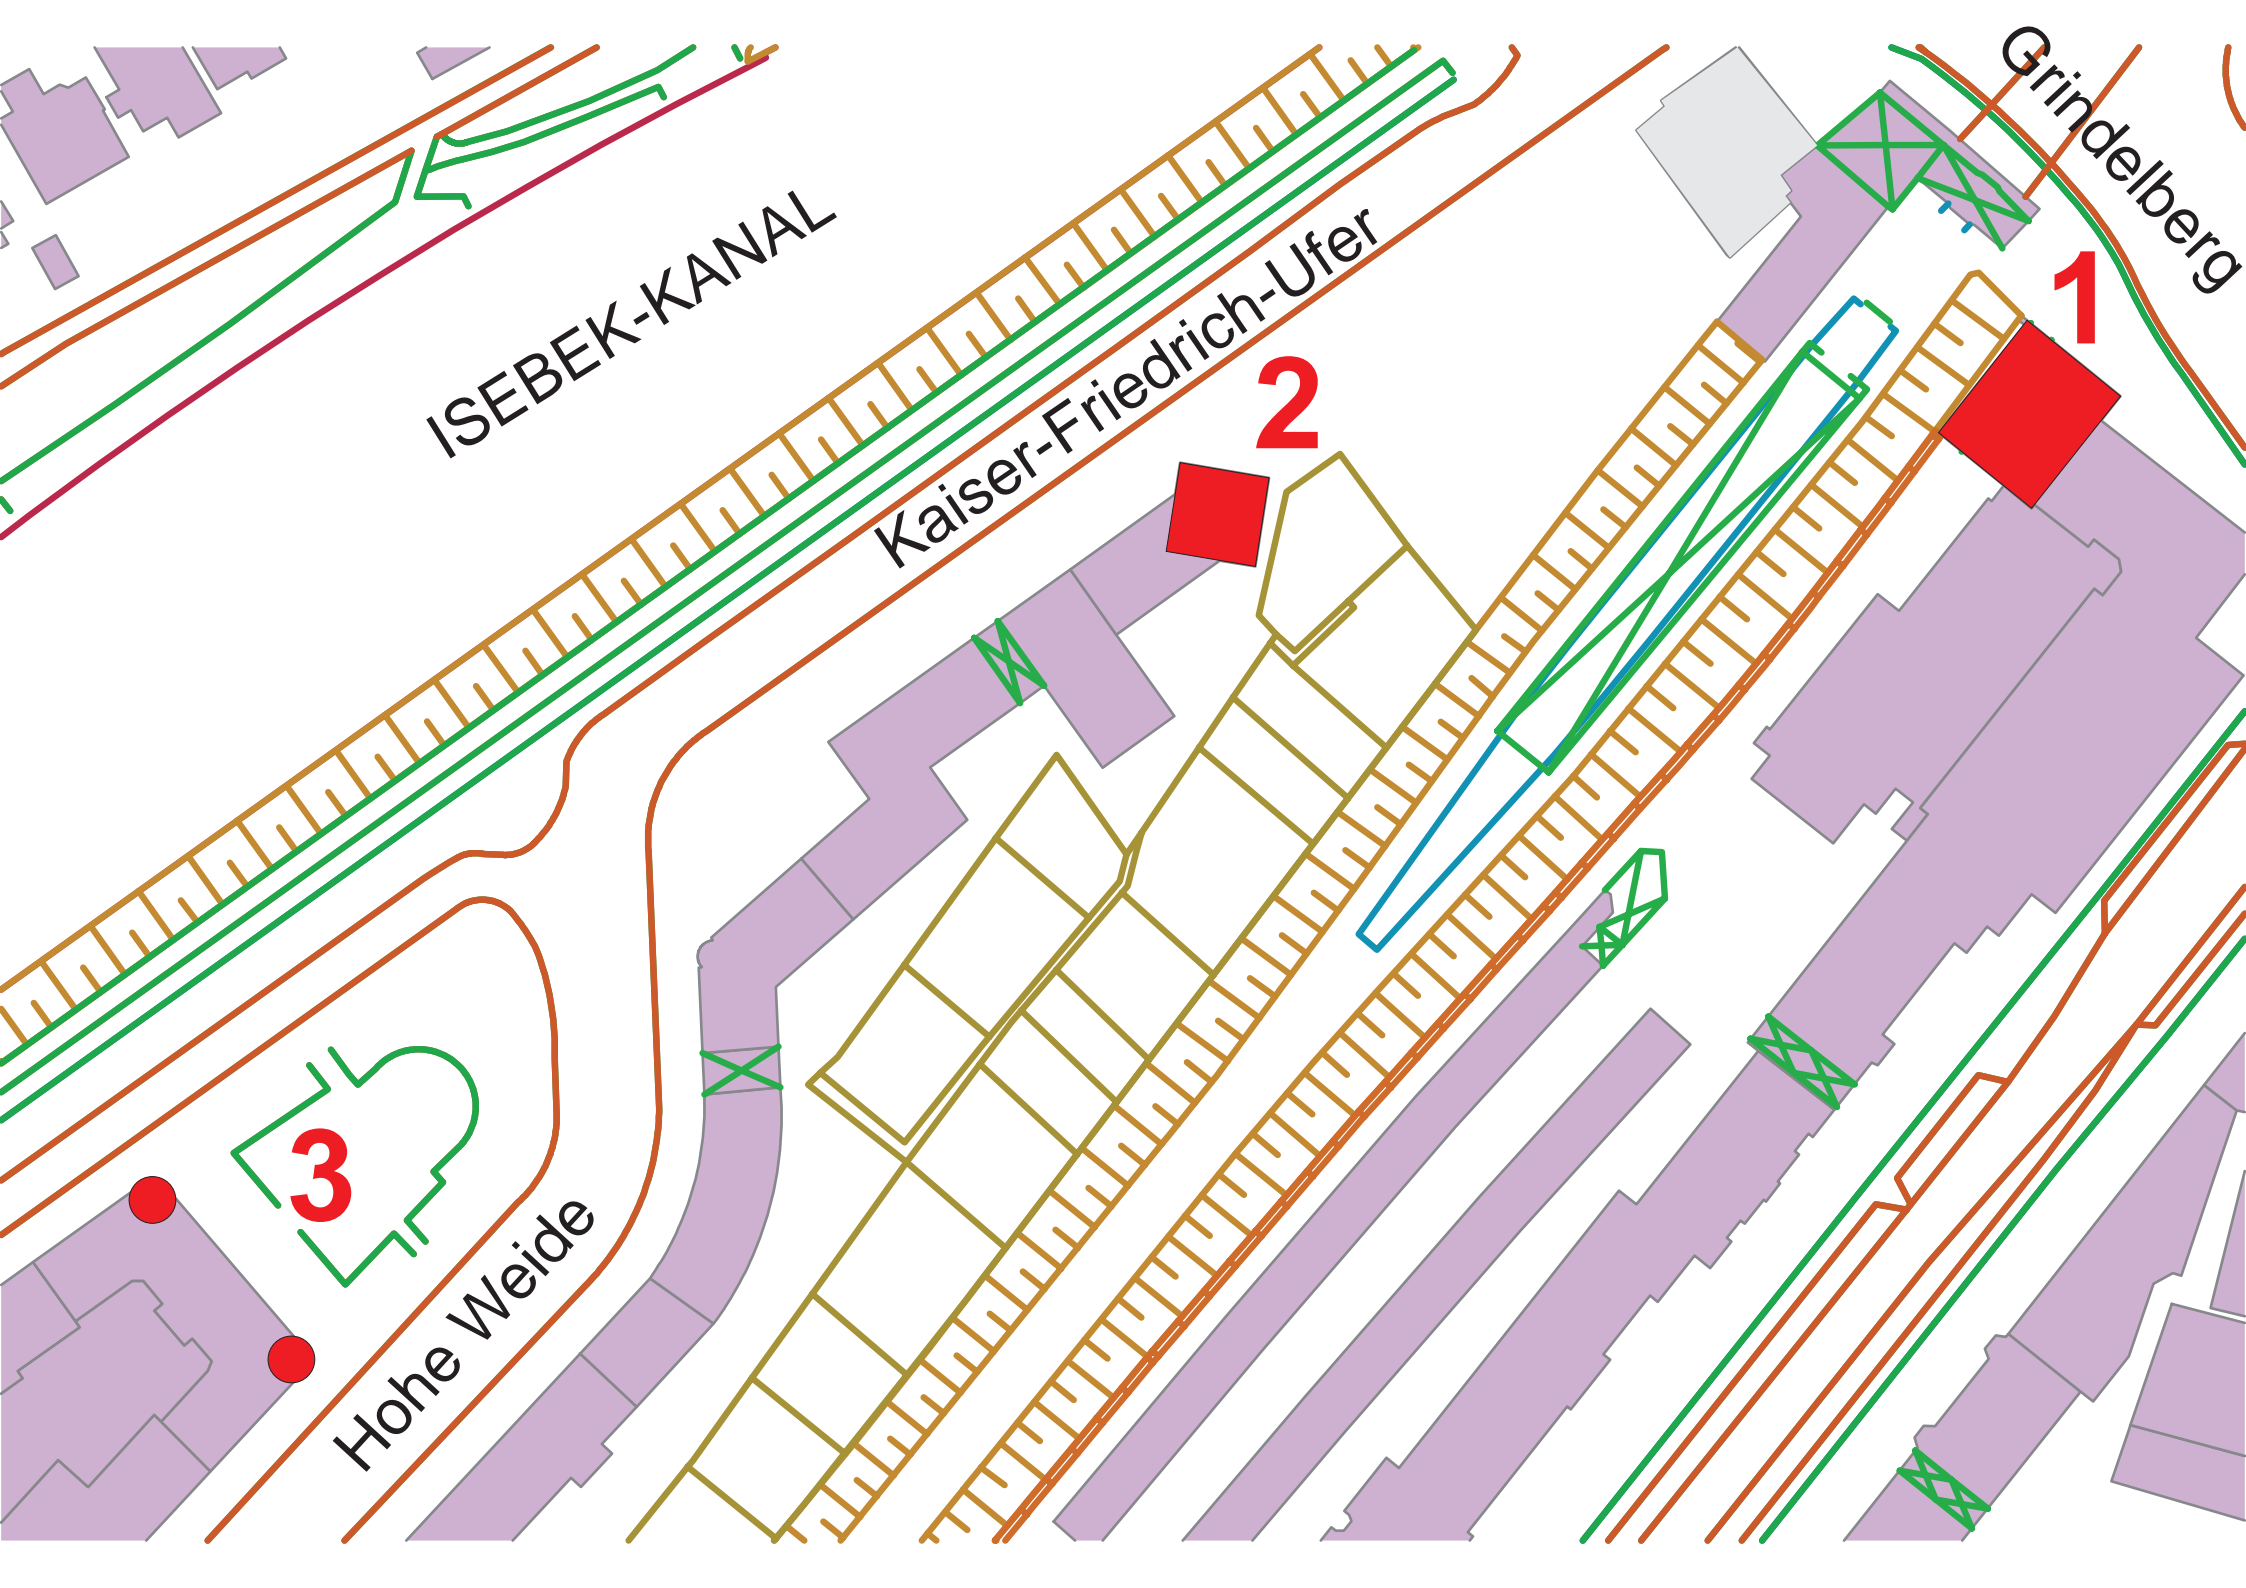 Grindelberg
ISEBEK-KANAL
Kaiser-Friedrich-Ufer
1
2
3
Hohe Weide